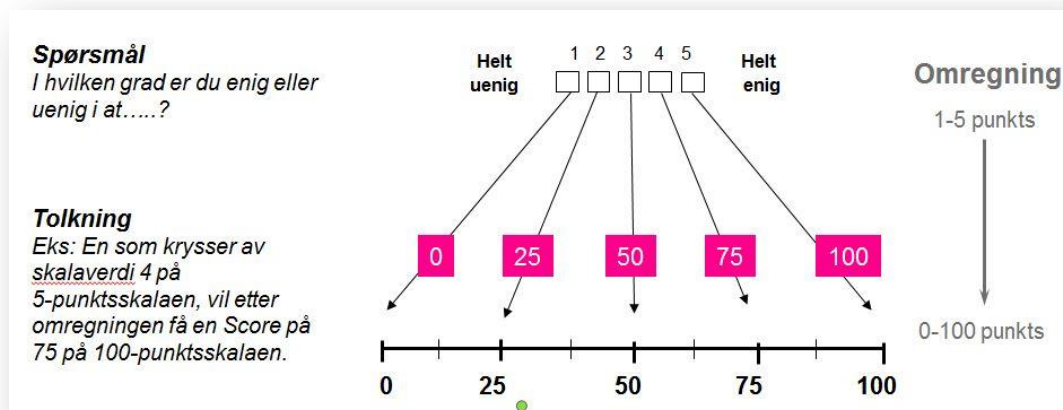 Spørsmål
I hvilken grad er du enig eller
uenig i at…..?
Helt
uenig
1 2 3 4 5
Helt
enig
Omregning
1-5 punkts
Tolkning
Eks: En som krysser av
skalaverdi 4 på
5-punktsskalaen, vil etter
omregningen få en Score på
75 på 100-punktsskalaen.
0 25 50 75 100
0-100 punkts
0 25 50 75 100